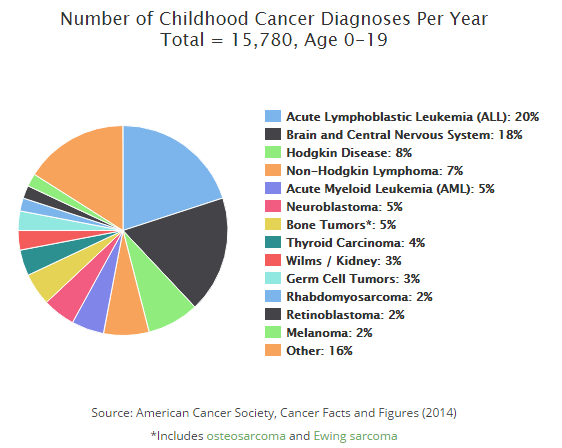 Number of Childhood Cancer Diagnoses Per Year
Total = 15,780, Age 0-19
Acute Lymphoblastic Leukemia (ALL): 20%
Brain and Central Nervous System: 18%
Hodgkin Disease: 8%
Non-Hodgkin Lymphoma: 7%
Acute Myeloid Leukemia (AML): 5%
Neuroblastoma: 5%
Bone Tumors*: 5%
Thyroid Carcinoma: 4%
Wilms / Kidney: 3%
Germ Cell Tumors: 3%
Rhabdomyosarcoma: 2%
Retinoblastoma: 2%
Melanoma: 2%
Other: 16%
Source: American Cancer Society, Cancer Facts and Figures (2014)
*Includes osteosarcoma and Ewing sarcoma